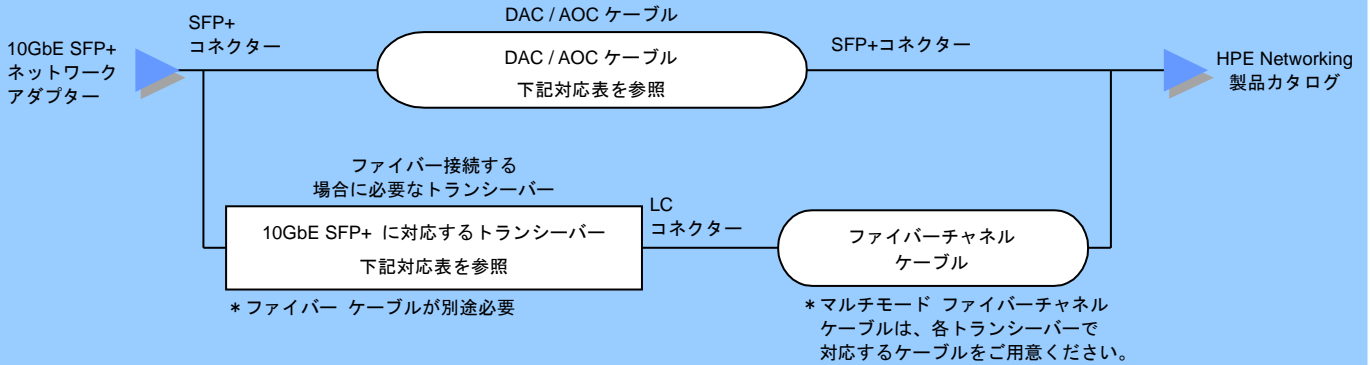 10GbE SFP+
ネットワーク
アダプター
SFP+
コネクター
DAC / AOC ケーブル
DAC / AOC ケーブル
下記対応表を参照
SFP+コネクター
HPE Networking
製品カタログ
ファイバー接続する
場合に必要なトランシーバー
10GbE SFP+ に対応するトランシーバー
下記対応表を参照
＊ファイバー ケーブルが別途必要
LC
コネクター
ファイバーチャネル
ケーブル
＊マルチモード ファイバーチャネル
ケーブルは、各トランシーバーで
対応するケーブルをご用意ください。